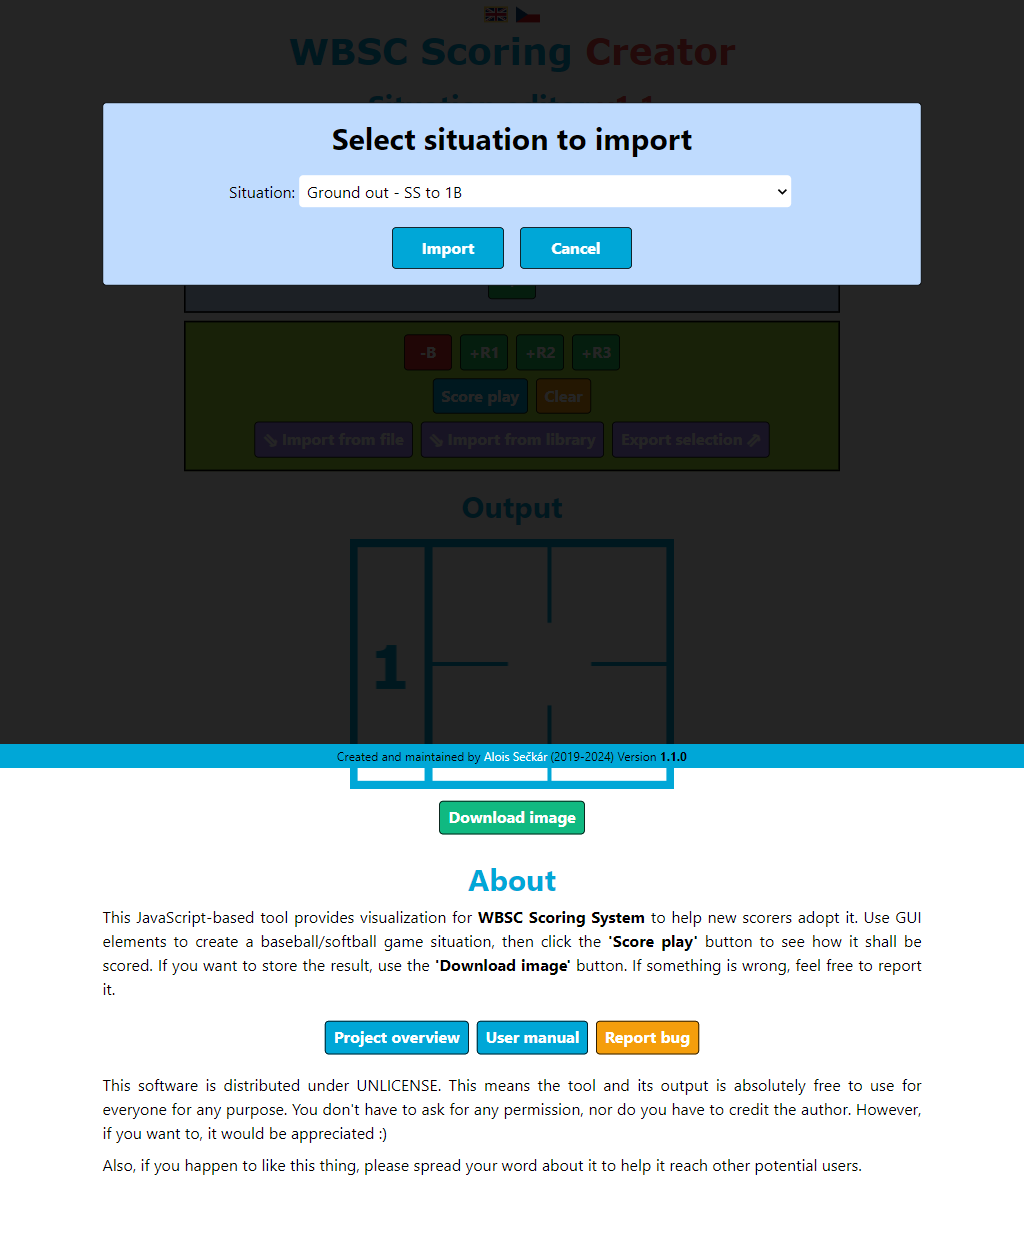 WBSC Scoring Creator
Select situation to import
Situation: Ground out - SS to 1B
Import Cancel
-B +R1 +R2 +R3
Score play Clear
⇘ Import from file ⇘ Import from library Export selection ⇗
Output
1
Created and maintained by Alois Sečkár (2019-2024) Version 1.1.0
Download image
About
This JavaScript-based tool provides visualization for WBSC Scoring System to help new scorers adopt it. Use GUI
elements to create a baseball/softball game situation, then click the 'Score play' button to see how it shall be
scored. If you want to store the result, use the 'Download image' button. If something is wrong, feel free to report
it.
Project overview User manual Report bug
This software is distributed under UNLICENSE. This means the tool and its output is absolutely free to use for
everyone for any purpose. You don't have to ask for any permission, nor do you have to credit the author. However,
if you want to, it would be appreciated :)
Also, if you happen to like this thing, please spread your word about it to help it reach other potential users.